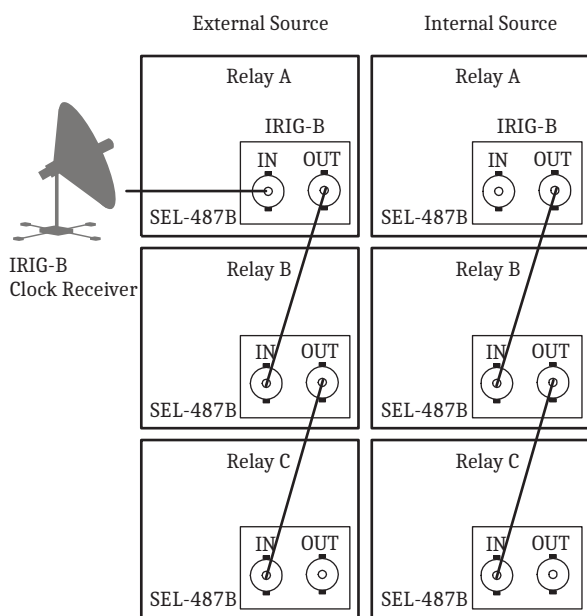 External Source
Internal Source
Relay A
IRIG-B
IN OUT
SEL-487B
Relay A
IRIG-B
IN OUT
SEL-487B
IRIG-B
Clock Receiver
Relay B
IN OUT
SEL-487B
Relay B
IN OUT
SEL-487B
Relay C
IN OUT
SEL-487B
Relay C
IN OUT
SEL-487B